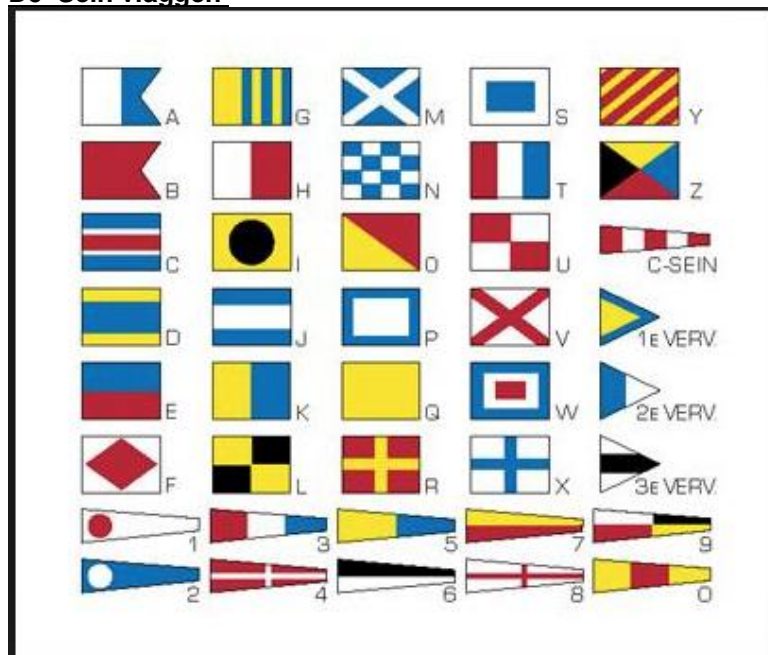 De Sein vlaggen
A G M S Y
B H N T Z
C I O U C-SEIN
D J P V 1E VERV.
E K Q W 2E VERV.
F L R X 3E VERV.
1 3 5 7 9
2 4 6 8 0